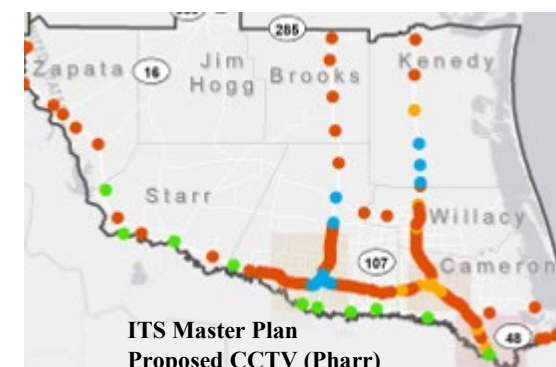 285
Zapata
16
Jim
Hogg
Brooks
Kenedy
Starr
Willacy
107
Cameron
ITS Master Plan
48
Proposed CCTV (Pharr)